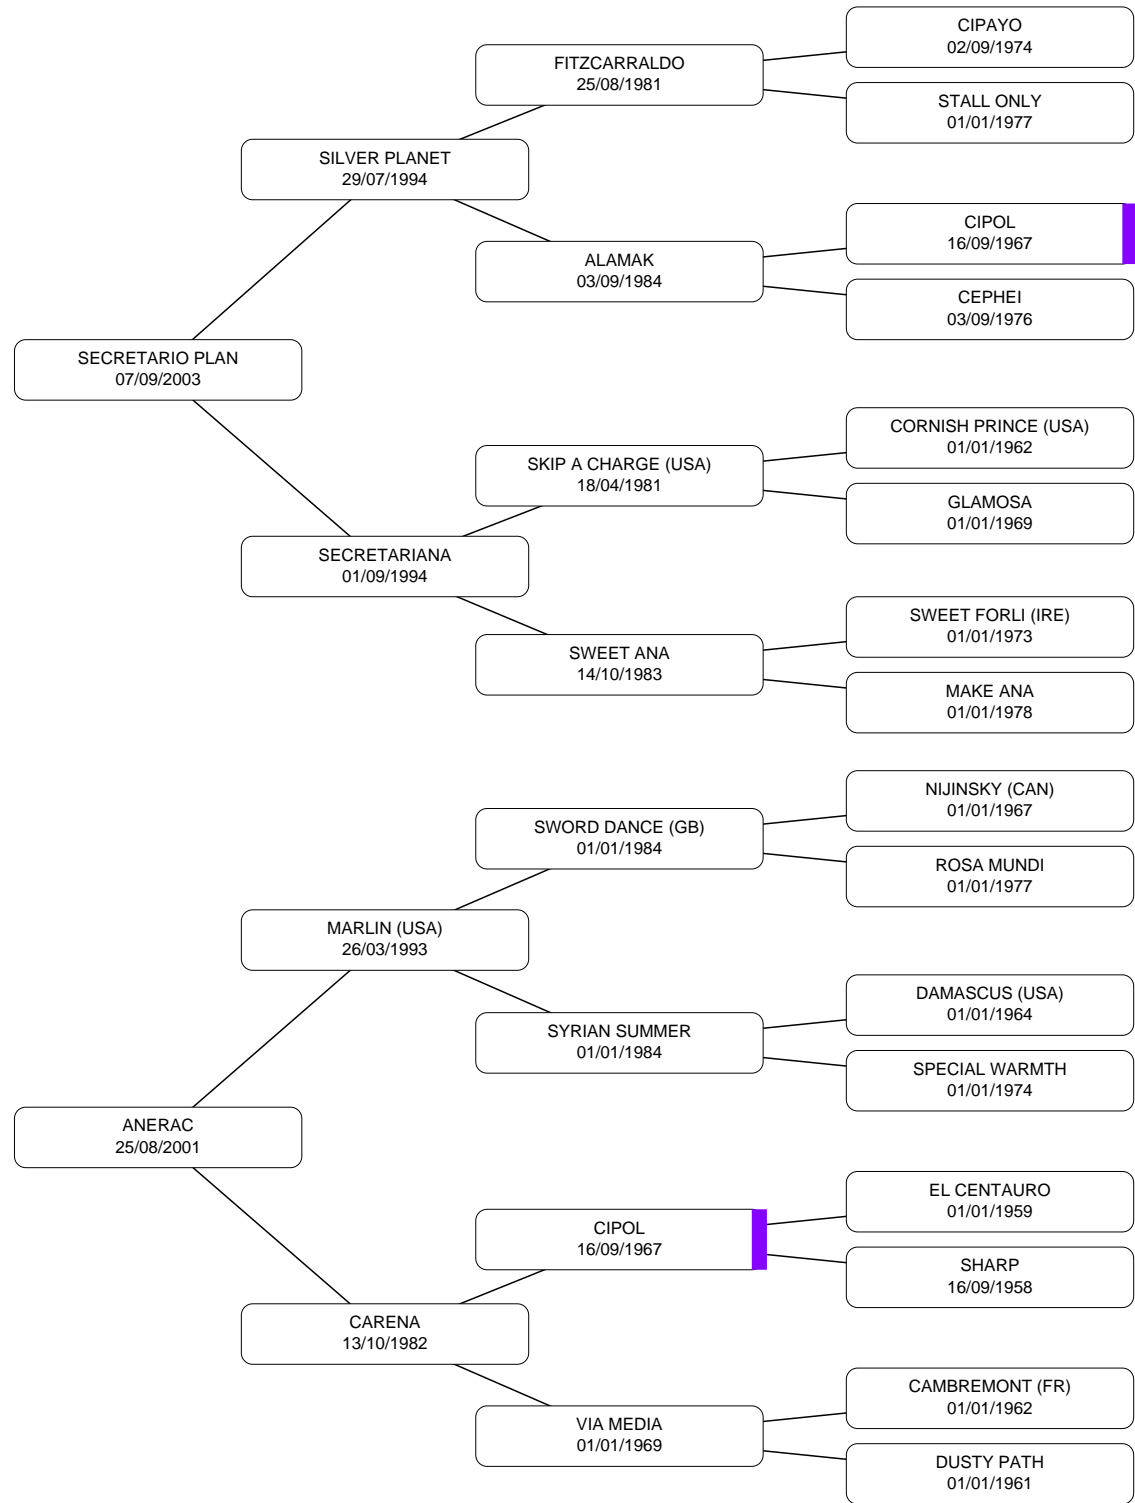 CIPAYO
02/09/1974
FITZCARRALDO
25/08/1981
STALL ONLY
01/01/1977
SILVER PLANET
29/07/1994
CIPOL
16/09/1967
ALAMAK
03/09/1984
CEPHEI
03/09/1976
SECRETARIO PLAN
07/09/2003
CORNISH PRINCE (USA)
01/01/1962
SKIP A CHARGE (USA)
18/04/1981
GLAMOSA
01/01/1969
SECRETARIANA
01/09/1994
SWEET FORLI (IRE)
01/01/1973
SWEET ANA
14/10/1983
MAKE ANA
01/01/1978
NIJINSKY (CAN)
01/01/1967
SWORD DANCE (GB)
01/01/1984
ROSA MUNDI
01/01/1977
MARLIN (USA)
26/03/1993
DAMASCUS (USA)
01/01/1964
SYRIAN SUMMER
01/01/1984
SPECIAL WARMTH
01/01/1974
ANERAC
25/08/2001
EL CENTAURO
01/01/1959
CIPOL
16/09/1967
SHARP
16/09/1958
CARENA
13/10/1982
CAMBREMONT (FR)
01/01/1962
VIA MEDIA
01/01/1969
DUSTY PATH
01/01/1961